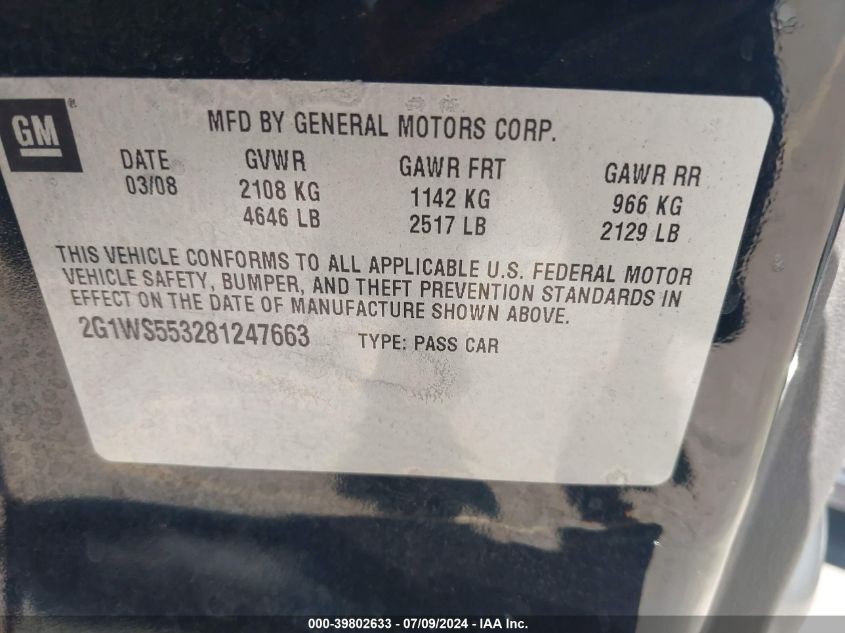 GM®
MFD BY GENERAL MOTORS CORP.
DATE GVWR GAWR FRT GAWR RR
03/08 2108 KG 1142 KG 966 KG
4646 LB 2517 LB 2129 LB
THIS VEHICLE CONFORMS TO ALL APPLICABLE U.S. FEDERAL MOTOR
VEHICLE SAFETY, BUMPER, AND THEFT PREVENTION STANDARDS IN
EFFECT ON THE DATE OF MANUFACTURE SHOWN ABOVE.
2G1WS553281247663 TYPE: PASS CAR
000-39802633 - 07/09/2024 - IAA Inc.